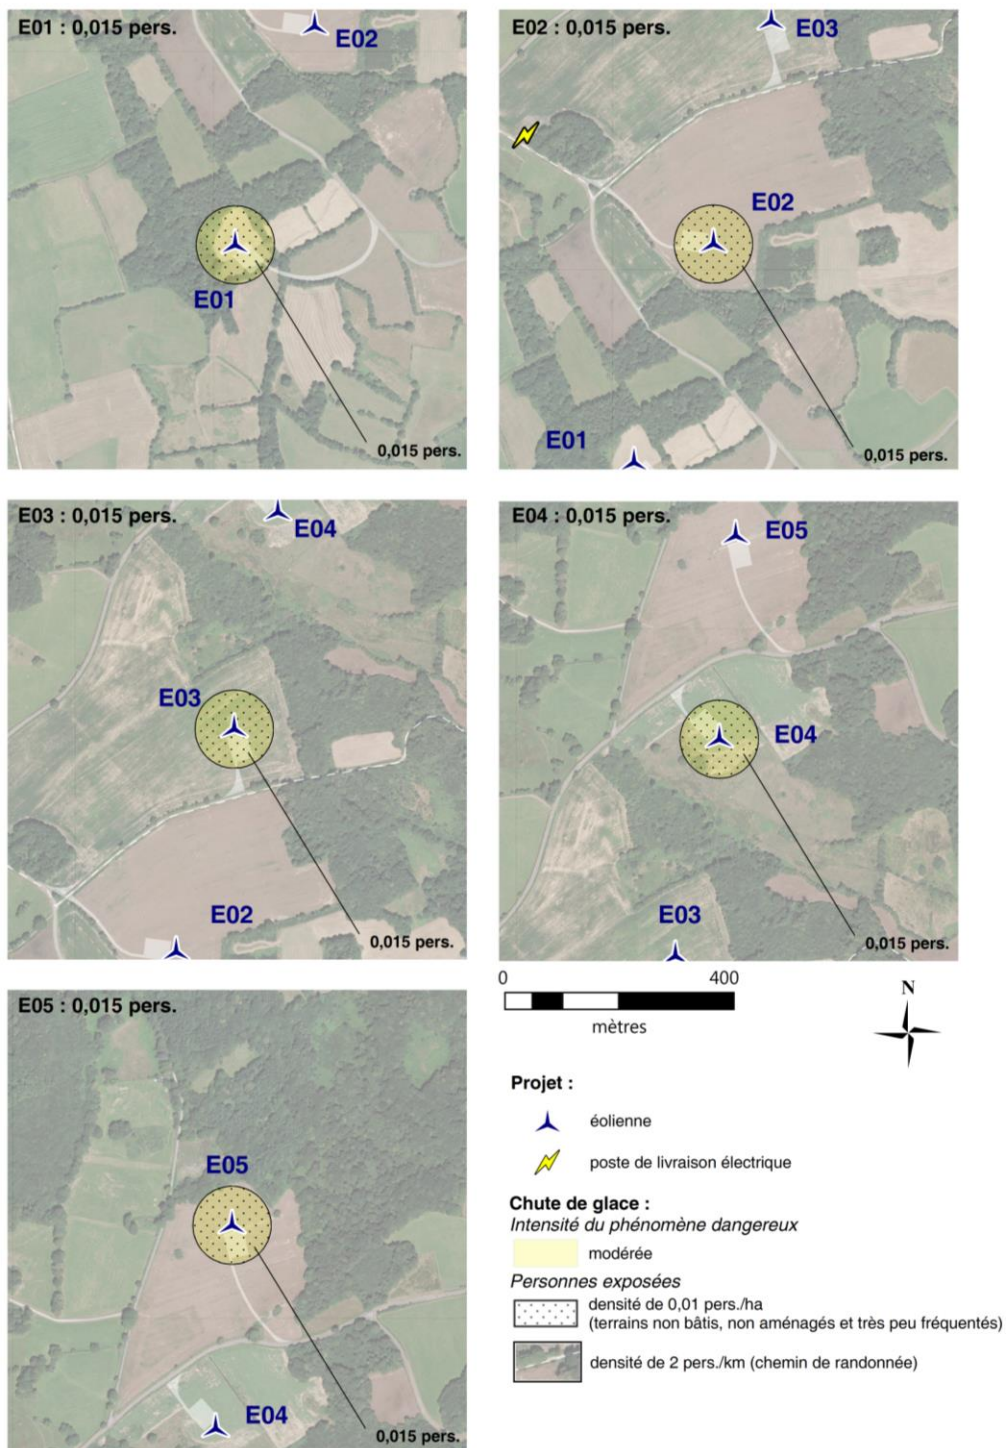 E01 : 0,015 pers.
E02
E01
0,015 pers.
E02 : 0,015 pers.
E03
E02
E01
0,015 pers.
E03 : 0,015 pers.
E04
E03
E02
0,015 pers.
E04 : 0,015 pers.
E05
E04
E03
0,015 pers.
E05 : 0,015 pers.
E05
E04
0,015 pers.
0 400
mètres
N
Projet :
éolienne
poste de livraison électrique
Chute de glace :
Intensité du phénomène dangereux
modérée
Personnes exposées
densité de 0,01 pers./ha
(terrains non bâtis, non aménagés et très peu fréquentés)
densité de 2 pers./km (chemin de randonnée)